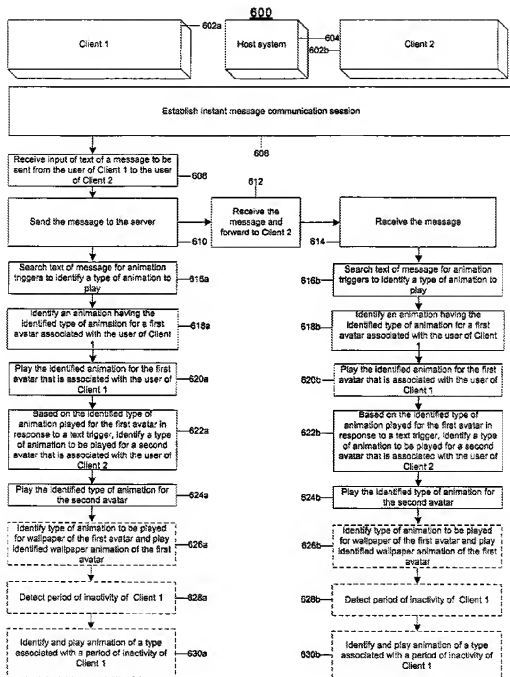 600
602a
Client 1
Host system
604
602b
Client 2
Establish instant message communication session
606
Receive input of text of a message to be
sent from the user of Client 1 to the user
of Client 2
608
612
Send the message to the server
610
Receive the
message and
forward to Client 2
Receive the message
614
Search text of message for animation
triggers to identify a type of animation to
play
616a
Identify an animation having the
identified type of animation for a first
avatar associated with the user of Client
1
618a
Play the identified animation for the first
avatar that is associated with the user of
Client 1
620a
Based on the identified type of
animation played for the first avatar in
response to a text trigger, identify a type
of animation to be played for a second
avatar that is associated with the user of
Client 2
622a
Play the identified type of animation for
the second avatar
624a
Identify type of animation to be played
for wallpaper of the first avatar and play
identified wallpaper animation of the first
avatar
626a
Detect period of inactivity of Client 1
628a
Identify and play animation of a type
associated with a period of inactivity of
Client 1
630a
Search text of message for animation
triggers to identify a type of animation to
play
616b
Identify an animation having the
identified type of animation for a first
avatar associated with the user of Client
1
618b
Play the identified animation for the first
avatar that is associated with the user of
Client 1
620b
Based on the identified type of
animation played for the first avatar in
response to a text trigger, identify a type
of animation to be played for a second
avatar that is associated with the user of
Client 2
622b
Play the identified type of animation for
the second avatar
624b
Identify type of animation to be played
for wallpaper of the first avatar and play
identified wallpaper animation of the first
avatar
626b
Detect period of inactivity of Client 1
628b
Identify and play animation of a type
associated with a period of inactivity of
Client 1
630b